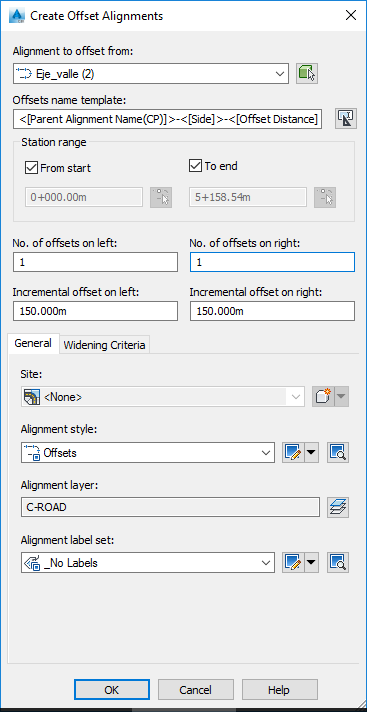 Create Offset Alignments
Alignment to offset from:
Eje_valle (2)
Offsets name template:
<[Parent Alignment Name(CP)]>-<[Side]>-<[Offset Distance]
Station range
From start
To end
0+000.00m
5+158.54m
No. of offsets on left:
No. of offsets on right:
1
1
Incremental offset on left:
Incremental offset on right:
150.000m
150.000m
General
Widening Criteria
Site:
<None>
Alignment style:
Offsets
Alignment layer:
C-ROAD
Alignment label set:
_No Labels
OK
Cancel
Help